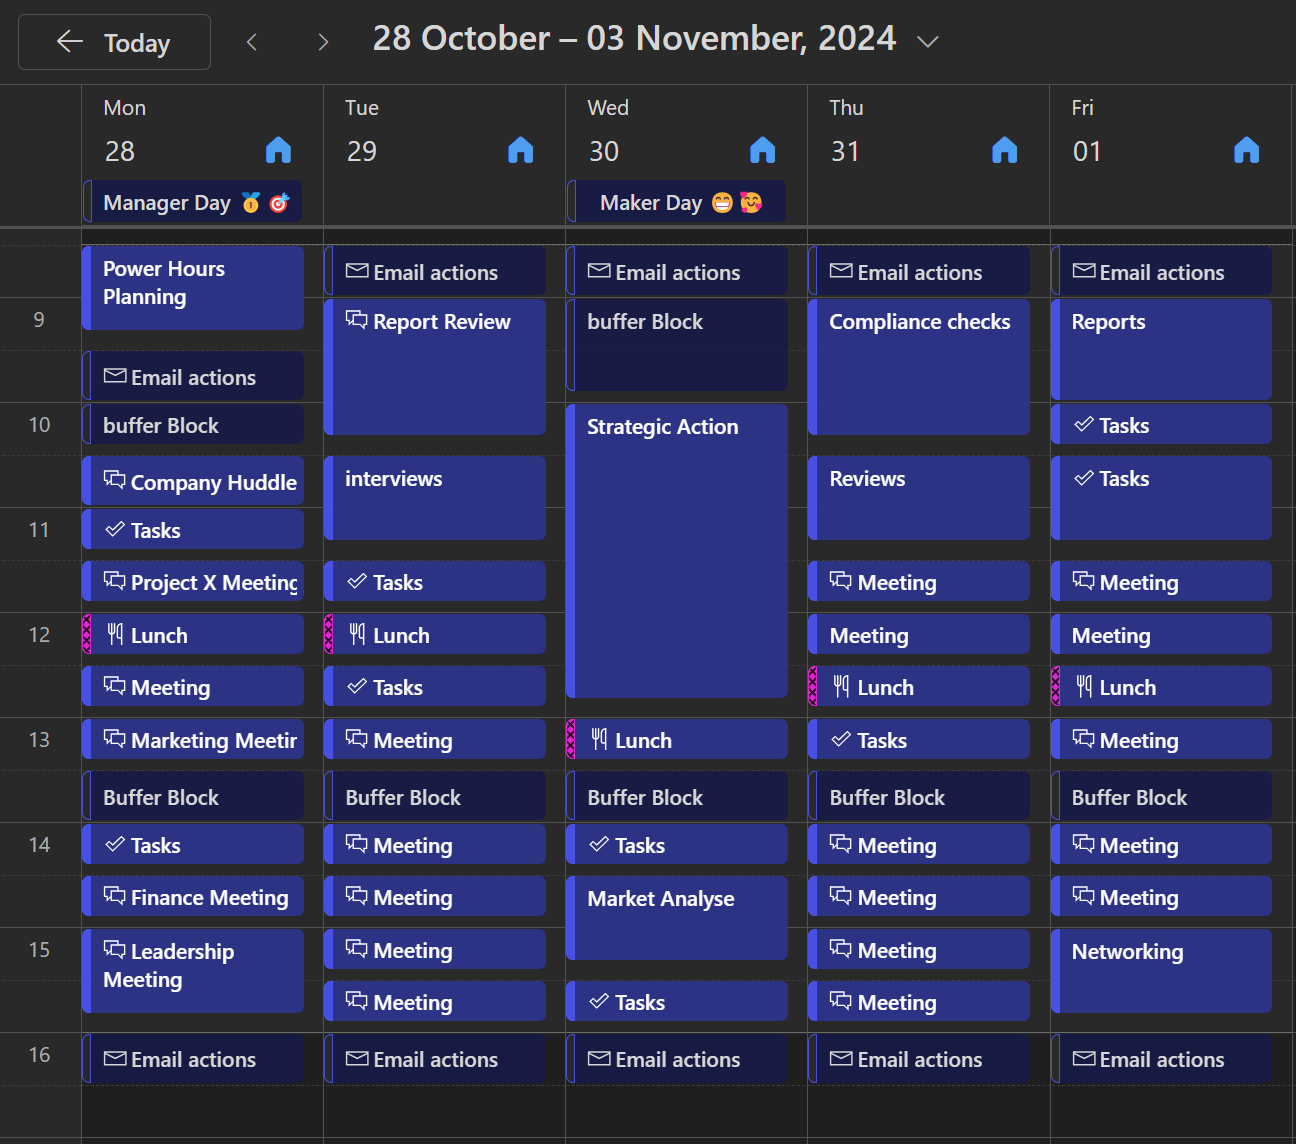 Today
28 October – 03 November, 2024
Mon
28
Tue
29
Wed
30
Thu
31
Fri
01
Manager Day 🥇 🎯
Maker Day 😁 🥰
9
10
11
12
13
14
15
16
Power Hours
Planning
Email actions
buffer Block
Company Huddle
Tasks
Project X Meeting
Lunch
Meeting
Marketing Meetin
Buffer Block
Tasks
Finance Meeting
Leadership
Meeting
Email actions
Email actions
Report Review
interviews
Tasks
Lunch
Tasks
Meeting
Buffer Block
Meeting
Meeting
Meeting
Meeting
Email actions
Email actions
buffer Block
Strategic Action
Lunch
Buffer Block
Tasks
Market Analyse
Tasks
Email actions
Email actions
Compliance checks
Reviews
Meeting
Meeting
Lunch
Tasks
Buffer Block
Meeting
Meeting
Meeting
Meeting
Email actions
Email actions
Reports
Tasks
Tasks
Meeting
Meeting
Lunch
Meeting
Buffer Block
Meeting
Meeting
Networking
Email actions